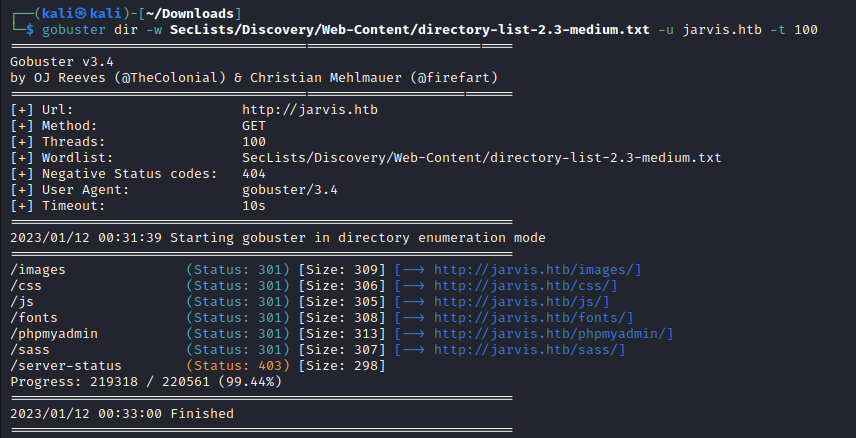 ┌──(kali㉿kali)-[~/Downloads]
└─$ gobuster dir -w SecLists/Discovery/Web-Content/directory-list-2.3-medium.txt -u jarvis.htb -t 100
===============================================================
Gobuster v3.4
by OJ Reeves (@TheColonial) & Christian Mehlmauer (@firefart)
===============================================================
[+] Url:                     http://jarvis.htb
[+] Method:                  GET
[+] Threads:                 100
[+] Wordlist:                SecLists/Discovery/Web-Content/directory-list-2.3-medium.txt
[+] Negative Status codes:   404
[+] User Agent:              gobuster/3.4
[+] Timeout:                 10s
===============================================================
2023/01/12 00:31:39 Starting gobuster in directory enumeration mode
===============================================================
/images               (Status: 301) [Size: 309] [--> http://jarvis.htb/images/]
/css                  (Status: 301) [Size: 306] [--> http://jarvis.htb/css/]
/js                   (Status: 301) [Size: 305] [--> http://jarvis.htb/js/]
/fonts                (Status: 301) [Size: 308] [--> http://jarvis.htb/fonts/]
/phpmyadmin           (Status: 301) [Size: 313] [--> http://jarvis.htb/phpmyadmin/]
/sass                 (Status: 301) [Size: 307] [--> http://jarvis.htb/sass/]
/server-status        (Status: 403) [Size: 298]
Progress: 219318 / 220561 (99.44%)
===============================================================
2023/01/12 00:33:00 Finished
===============================================================